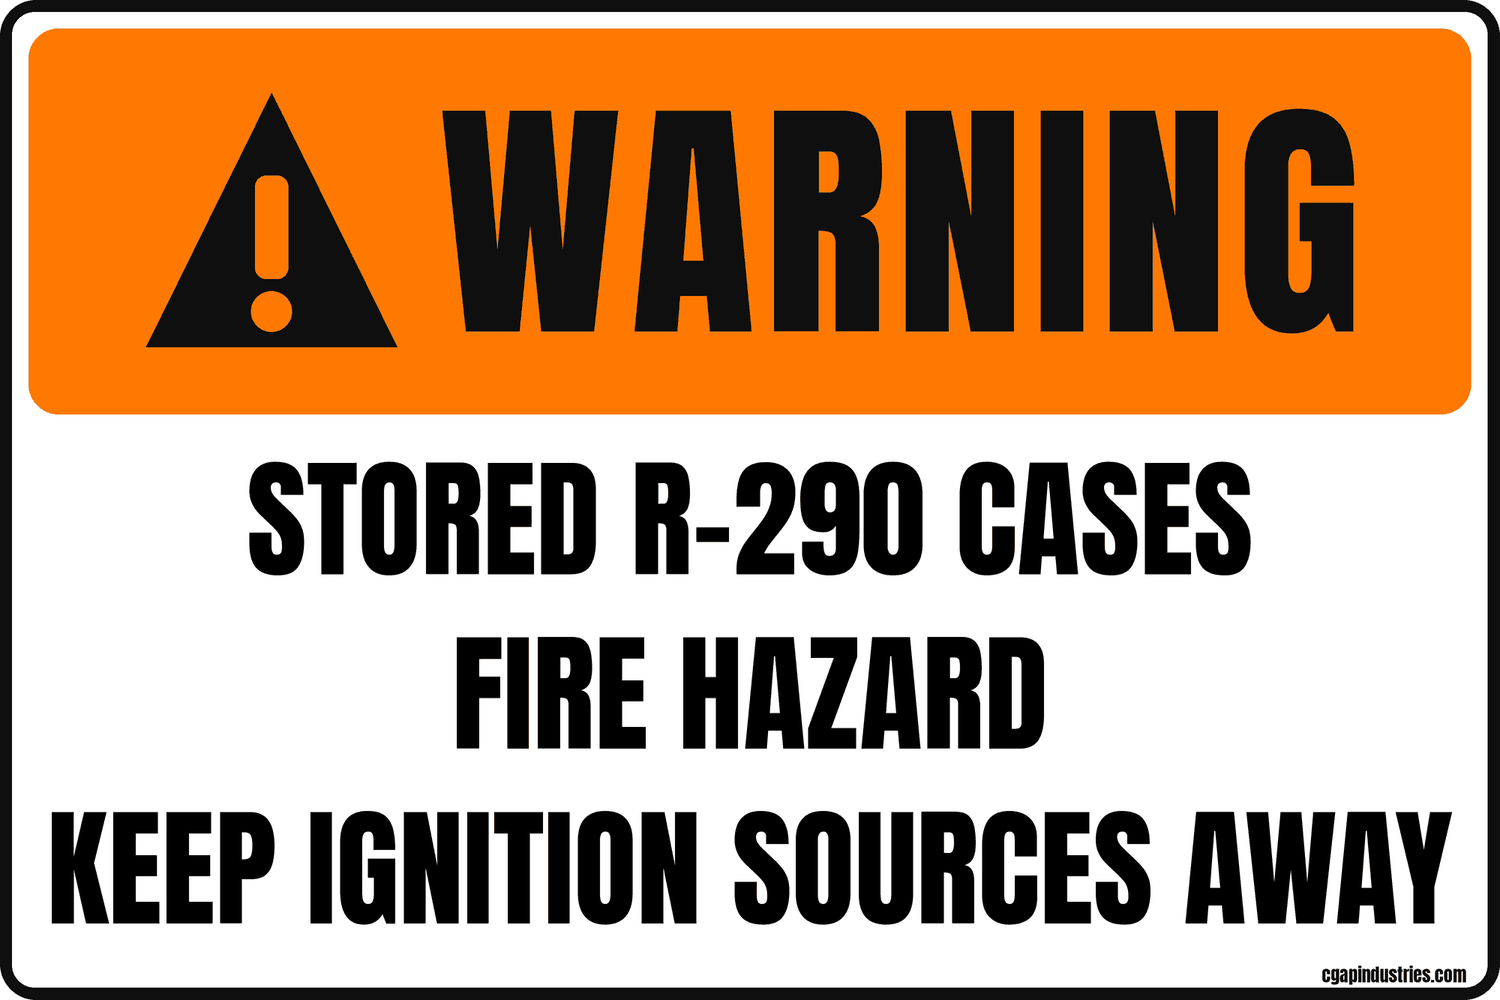 WARNING
STORED R-290 CASES
FIRE HAZARD
KEEP IGNITION SOURCES AWAY
cgapindustries.com